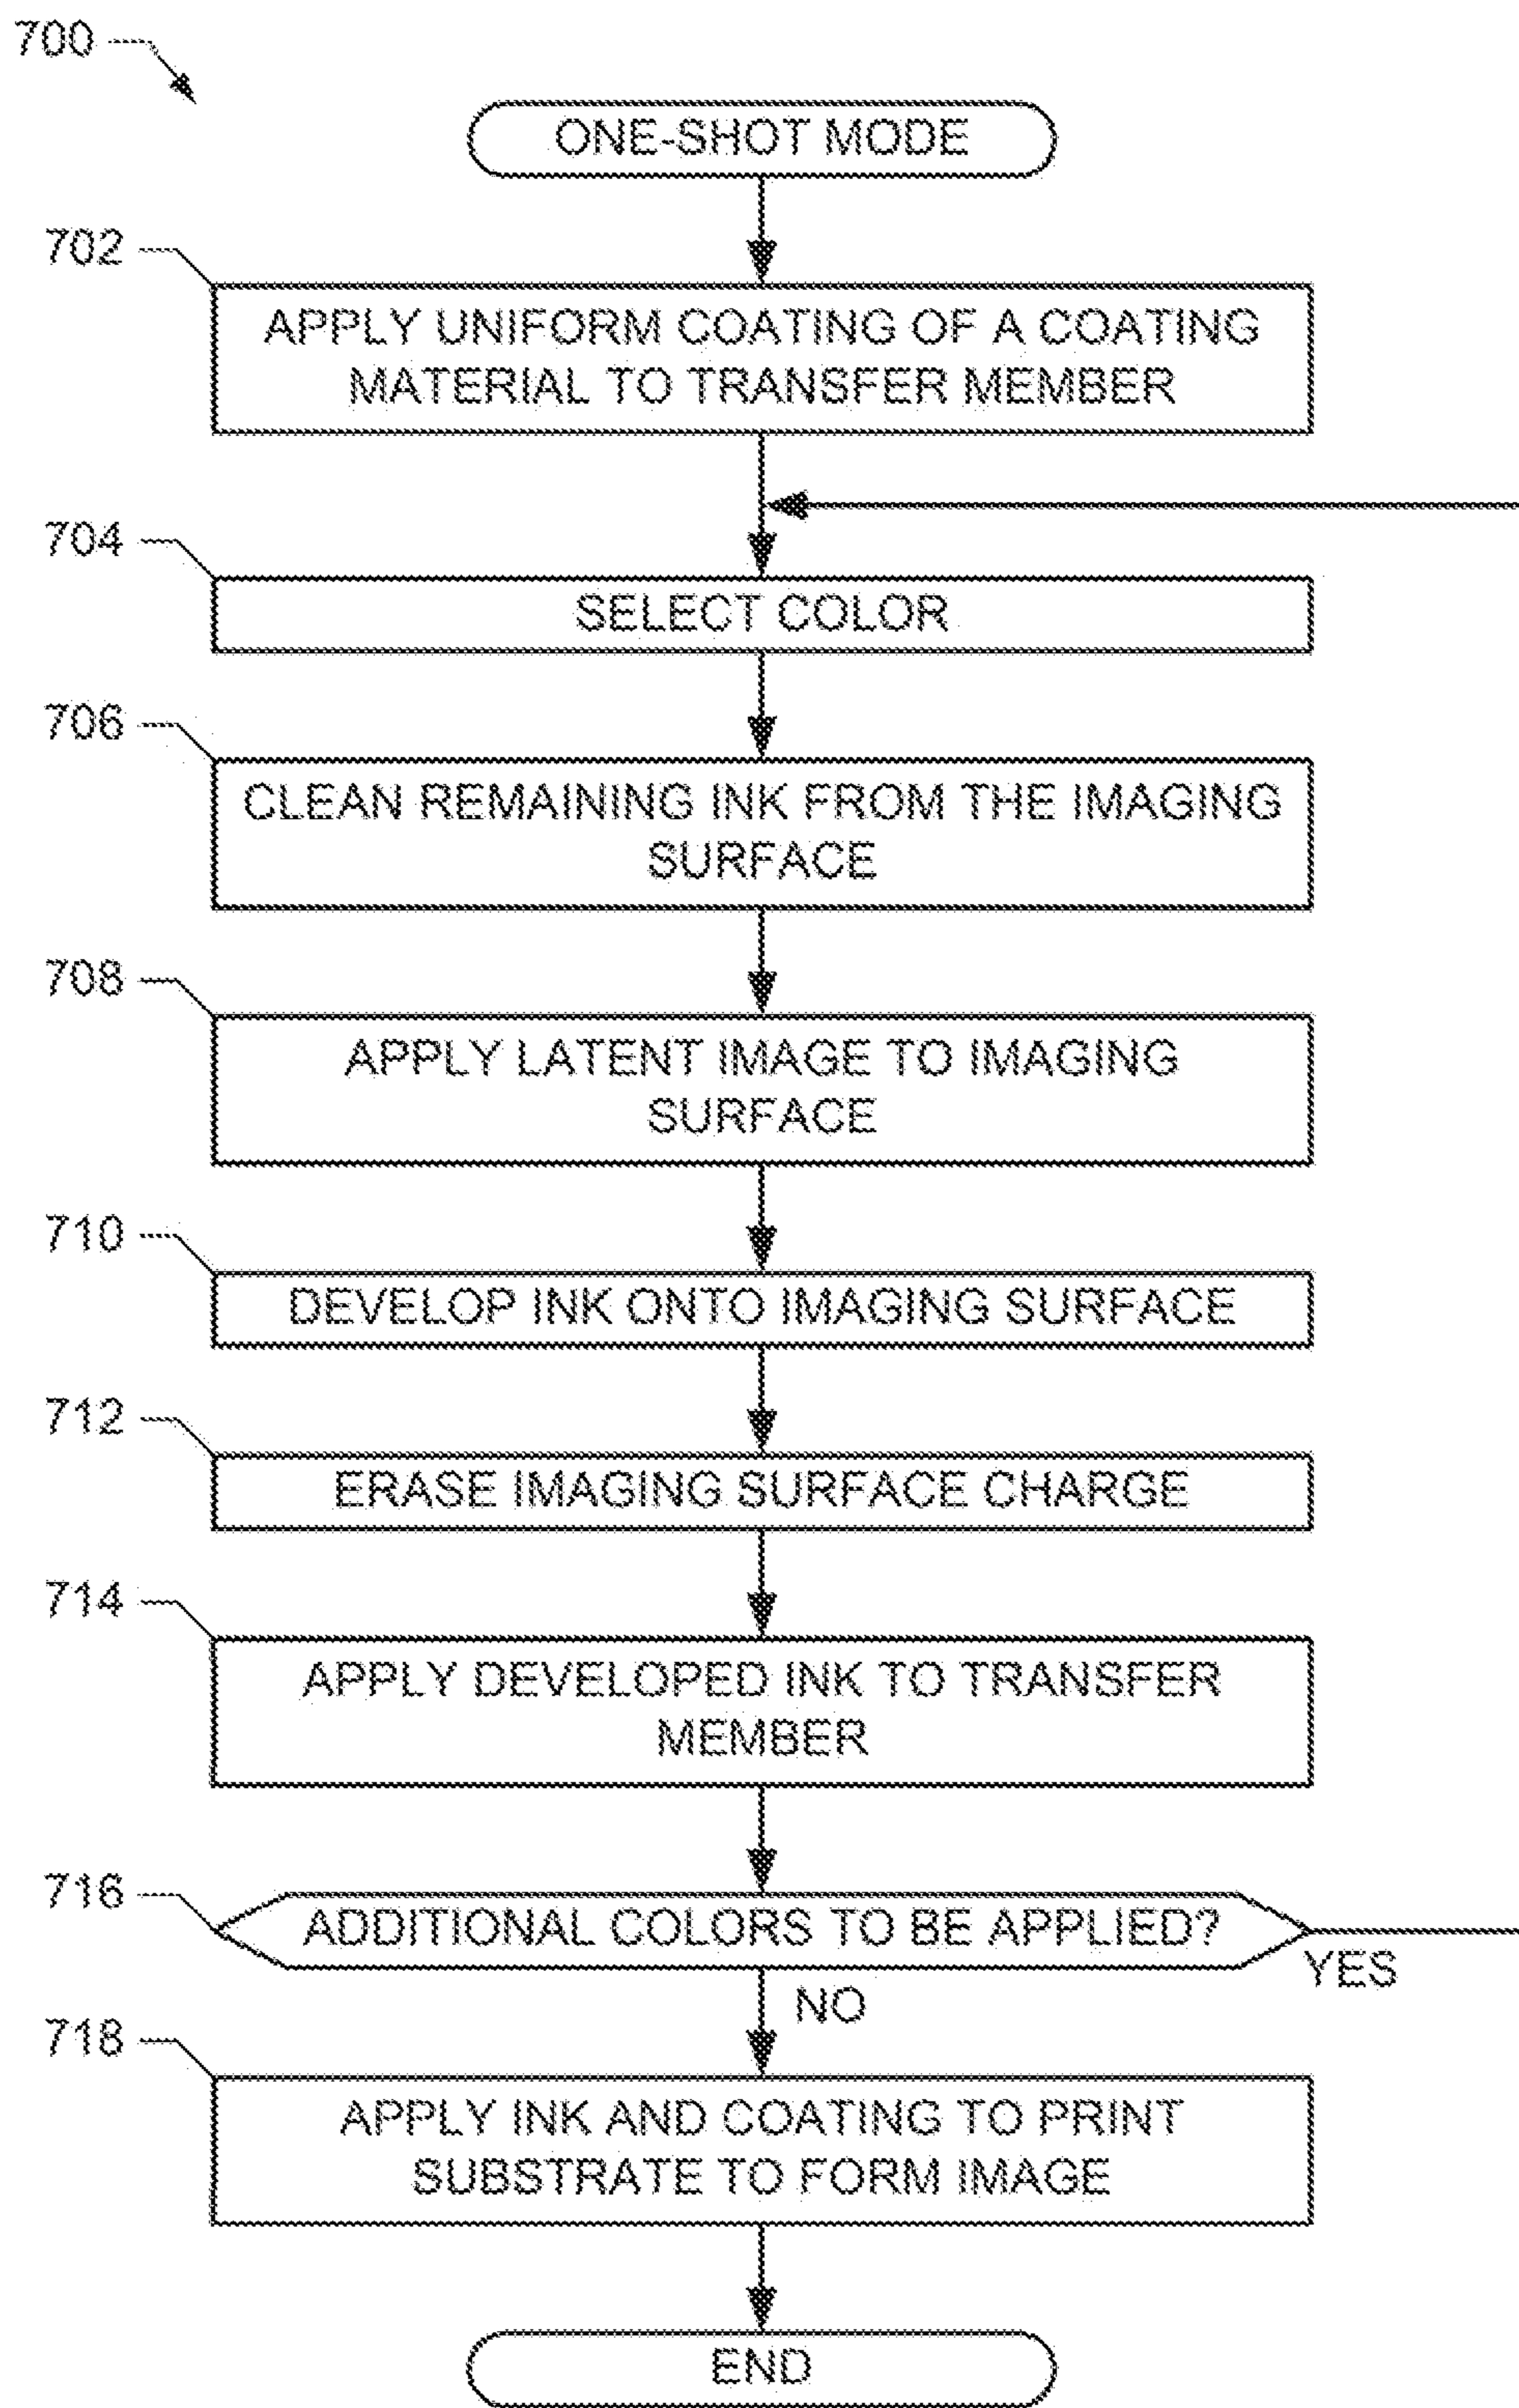 700
ONE-SHOT MODE
702
APPLY UNIFORM COATING OF A COATING
MATERIAL TO TRANSFER MEMBER
704
SELECT COLOR
706
CLEAN REMAINING INK FROM THE IMAGING
SURFACE
708
APPLY LATENT IMAGE TO IMAGING
SURFACE
710
DEVELOP INK ONTO IMAGING SURFACE
712
ERASE IMAGING SURFACE CHARGE
714
APPLY DEVELOPED INK TO TRANSFER
MEMBER
716
ADDITIONAL COLORS TO BE APPLIED?
YES
NO
718
APPLY INK AND COATING TO PRINT
SUBSTRATE TO FORM IMAGE
END